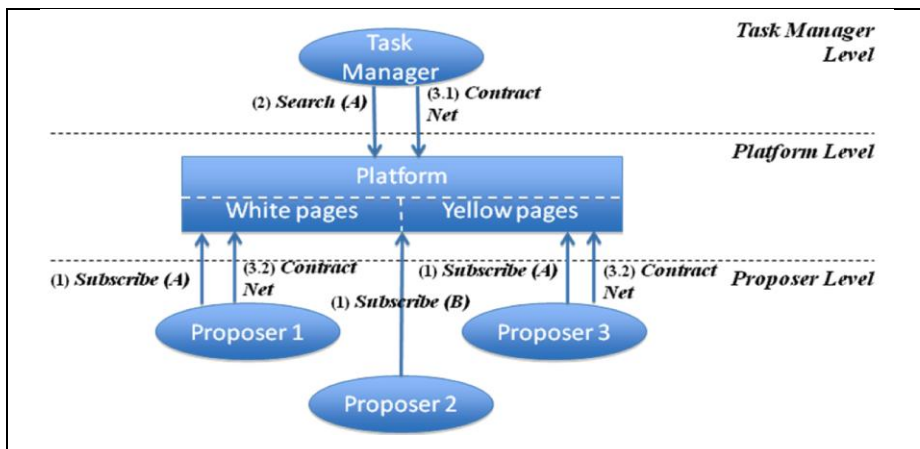 Task
Manager
Task Manager
Level
(2) Search (A)
(3.1) Contract
Net
Platform Level
Platform
White pages
Yellow pages
(1) Subscribe (A)
(3.2) Contract
Net
(1) Subscribe (B)
(1) Subscribe (A)
(3.2) Contract
Net
Proposer Level
Proposer 1
Proposer 3
Proposer 2